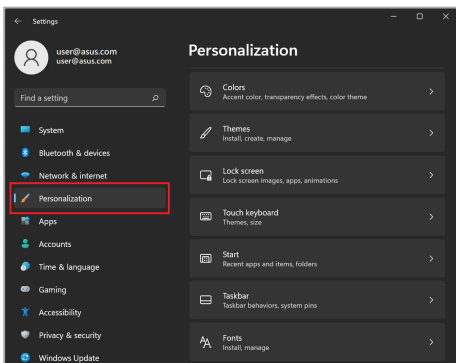 Settings
user@asus.com
user@asus.com
Find a setting
System
Bluetooth & devices
Network & internet
Personalization
Apps
Accounts
Time & language
Gaming
Accessibility
Privacy & security
Windows Update
Personalization
Colors
Accent color, transparency effects, color theme
Themes
Install, create, manage
Lock screen
Lock screen images, apps, animations
Touch keyboard
Themes, size
Start
Recent apps and items, folders
Taskbar
Taskbar behaviors, system pins
Fonts
Install, manage